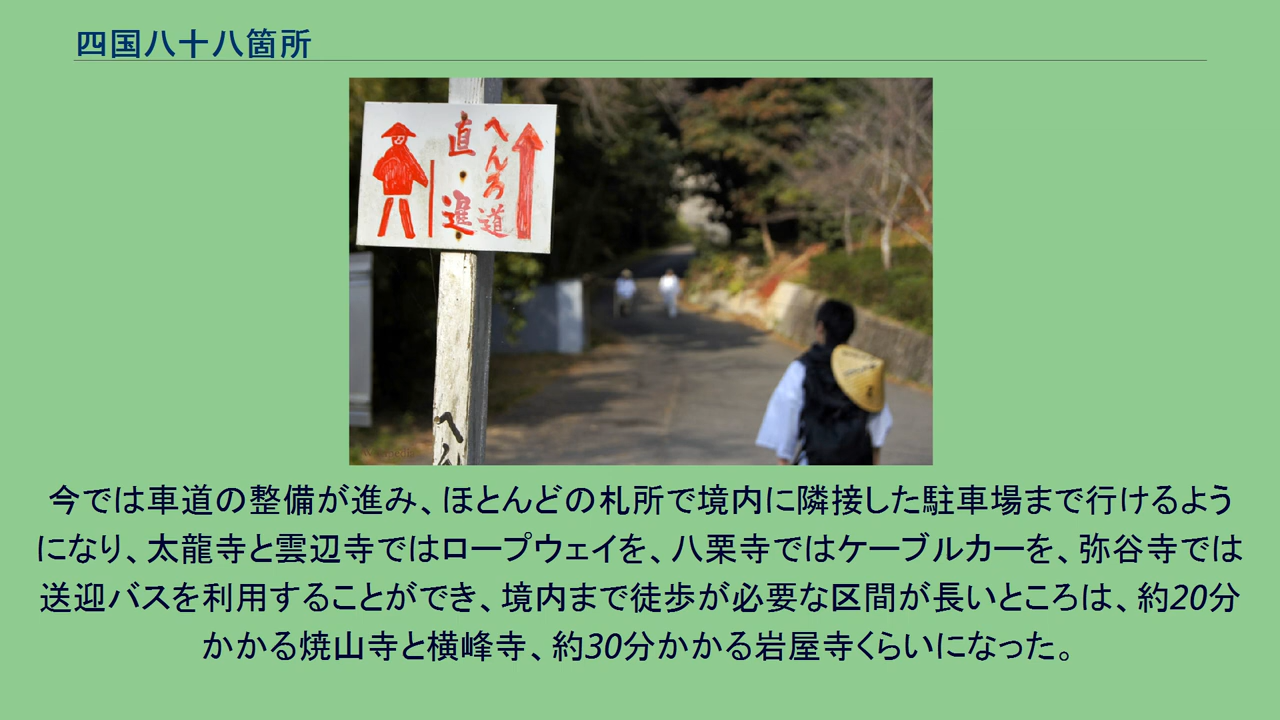 四国八十八箇所
へんろ道
直・進
へん
今では車道の整備が進み、ほとんどの札所で境内に隣接した駐車場まで行けるよう
になり、太龍寺と雲辺寺ではロープウェイを、八栗寺ではケーブルカーを、弥谷寺では
送迎バスを利用することができ、境内まで徒歩が必要な区間が長いところは、約20分
かかる焼山寺と横峰寺、約30分かかる岩屋寺くらいになった。